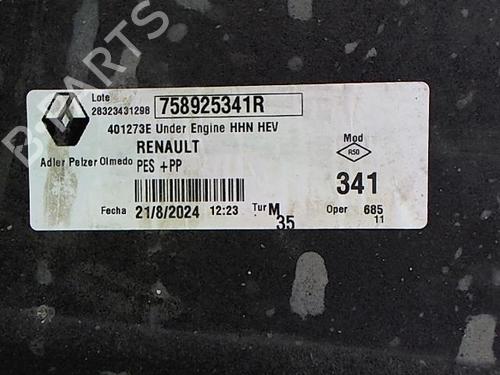 Lote
28323431298
758925341R
401273E Under Engine HHN HEV
Mod
RENAULT
R50
Adler Pelzer Olmedo
PES +PP
341
Fecha 21/8/2024 12:23 Tur M 35
Oper 685
11
B-PARTS